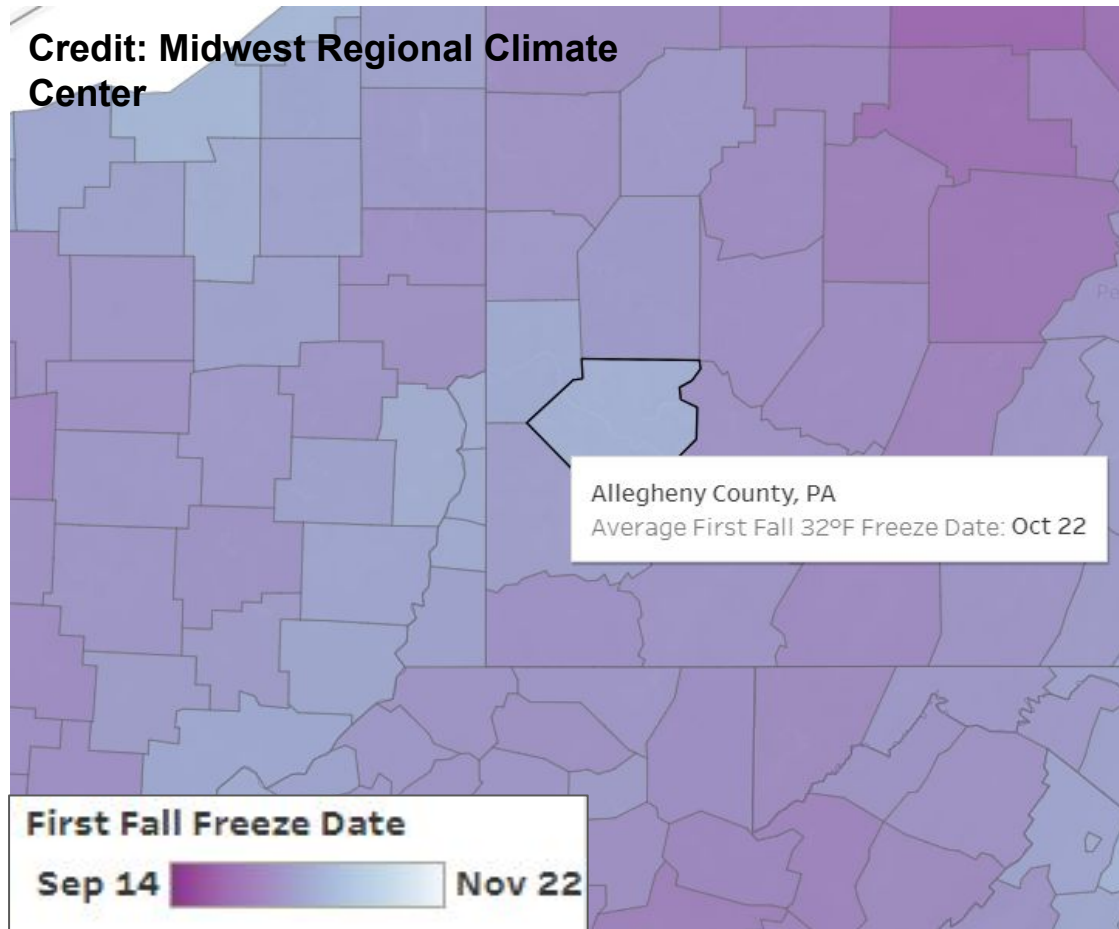 Credit: Midwest Regional Climate
Center
Allegheny County, PA
Average First Fall 32ºF Freeze Date: Oct 22
First Fall Freeze Date
Sep 14
Nov 22